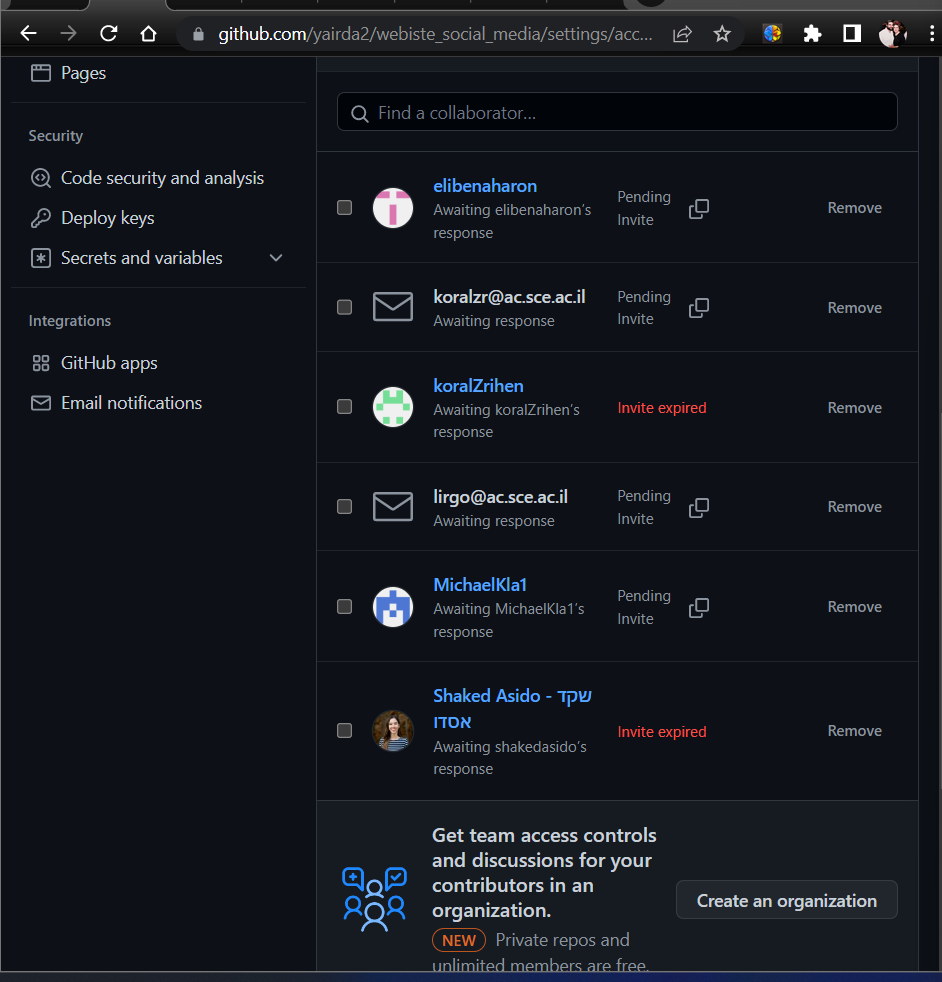 github.com/yairda2/webiste_social_media/settings/acc...
Pages
Security
Code security and analysis
Deploy keys
Secrets and variables
Integrations
GitHub apps
Email notifications
Find a collaborator...
elibenaharon
Awaiting elibenaharon's
response
Pending
Invite
Remove
koralzr@ac.sce.ac.il
Awaiting response
Pending
Invite
Remove
koralZrihen
Awaiting koralZrihen's
response
Invite expired
Remove
lirgo@ac.sce.ac.il
Awaiting response
Pending
Invite
Remove
MichaelKla1
Awaiting MichaelKla1's
response
Pending
Invite
Remove
Shaked Asido - שקד
אסדו
Awaiting shakedasido's
response
Invite expired
Remove
Get team access controls
and discussions for your
contributors in an
organization.
NEW Private repos and
unlimited members are free.
Create an organization